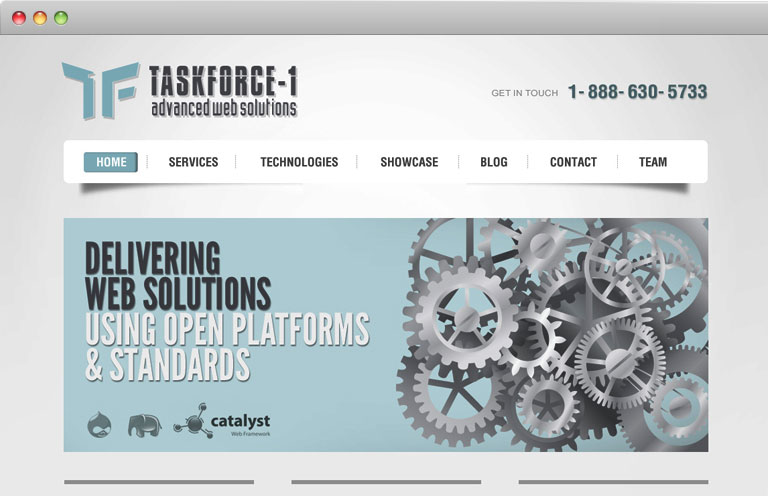 TASKFORCE-1
advanced web solutions
GET IN TOUCH 1-888-630-5733
HOME SERVICES TECHNOLOGIES SHOWCASE BLOG CONTACT TEAM
DELIVERING
WEB SOLUTIONS
USING OPEN PLATFORMS
& STANDARDS
catalyst
Web Framework